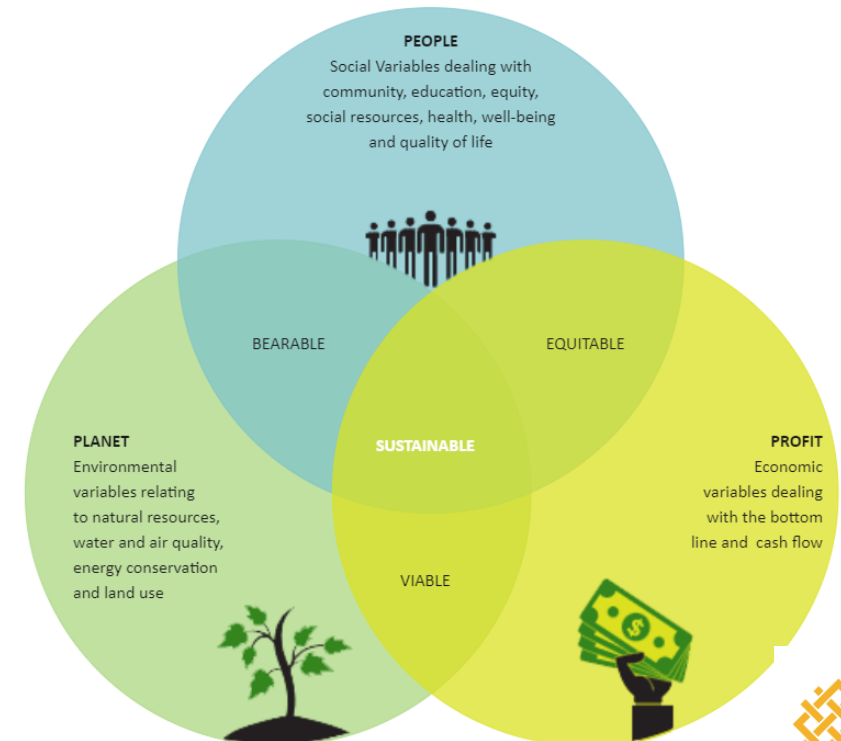 PEOPLE
Social Variables dealing with
community, education, equity,
social resources, health, well-being
and quality of life
BEARABLE
EQUITABLE
SUSTAINABLE
PLANET
Environmental
variables relating
to natural resources,
water and air quality,
energy conservation
and land use
PROFIT
Economic
variables dealing
with the bottom
line and cash flow
VIABLE
$